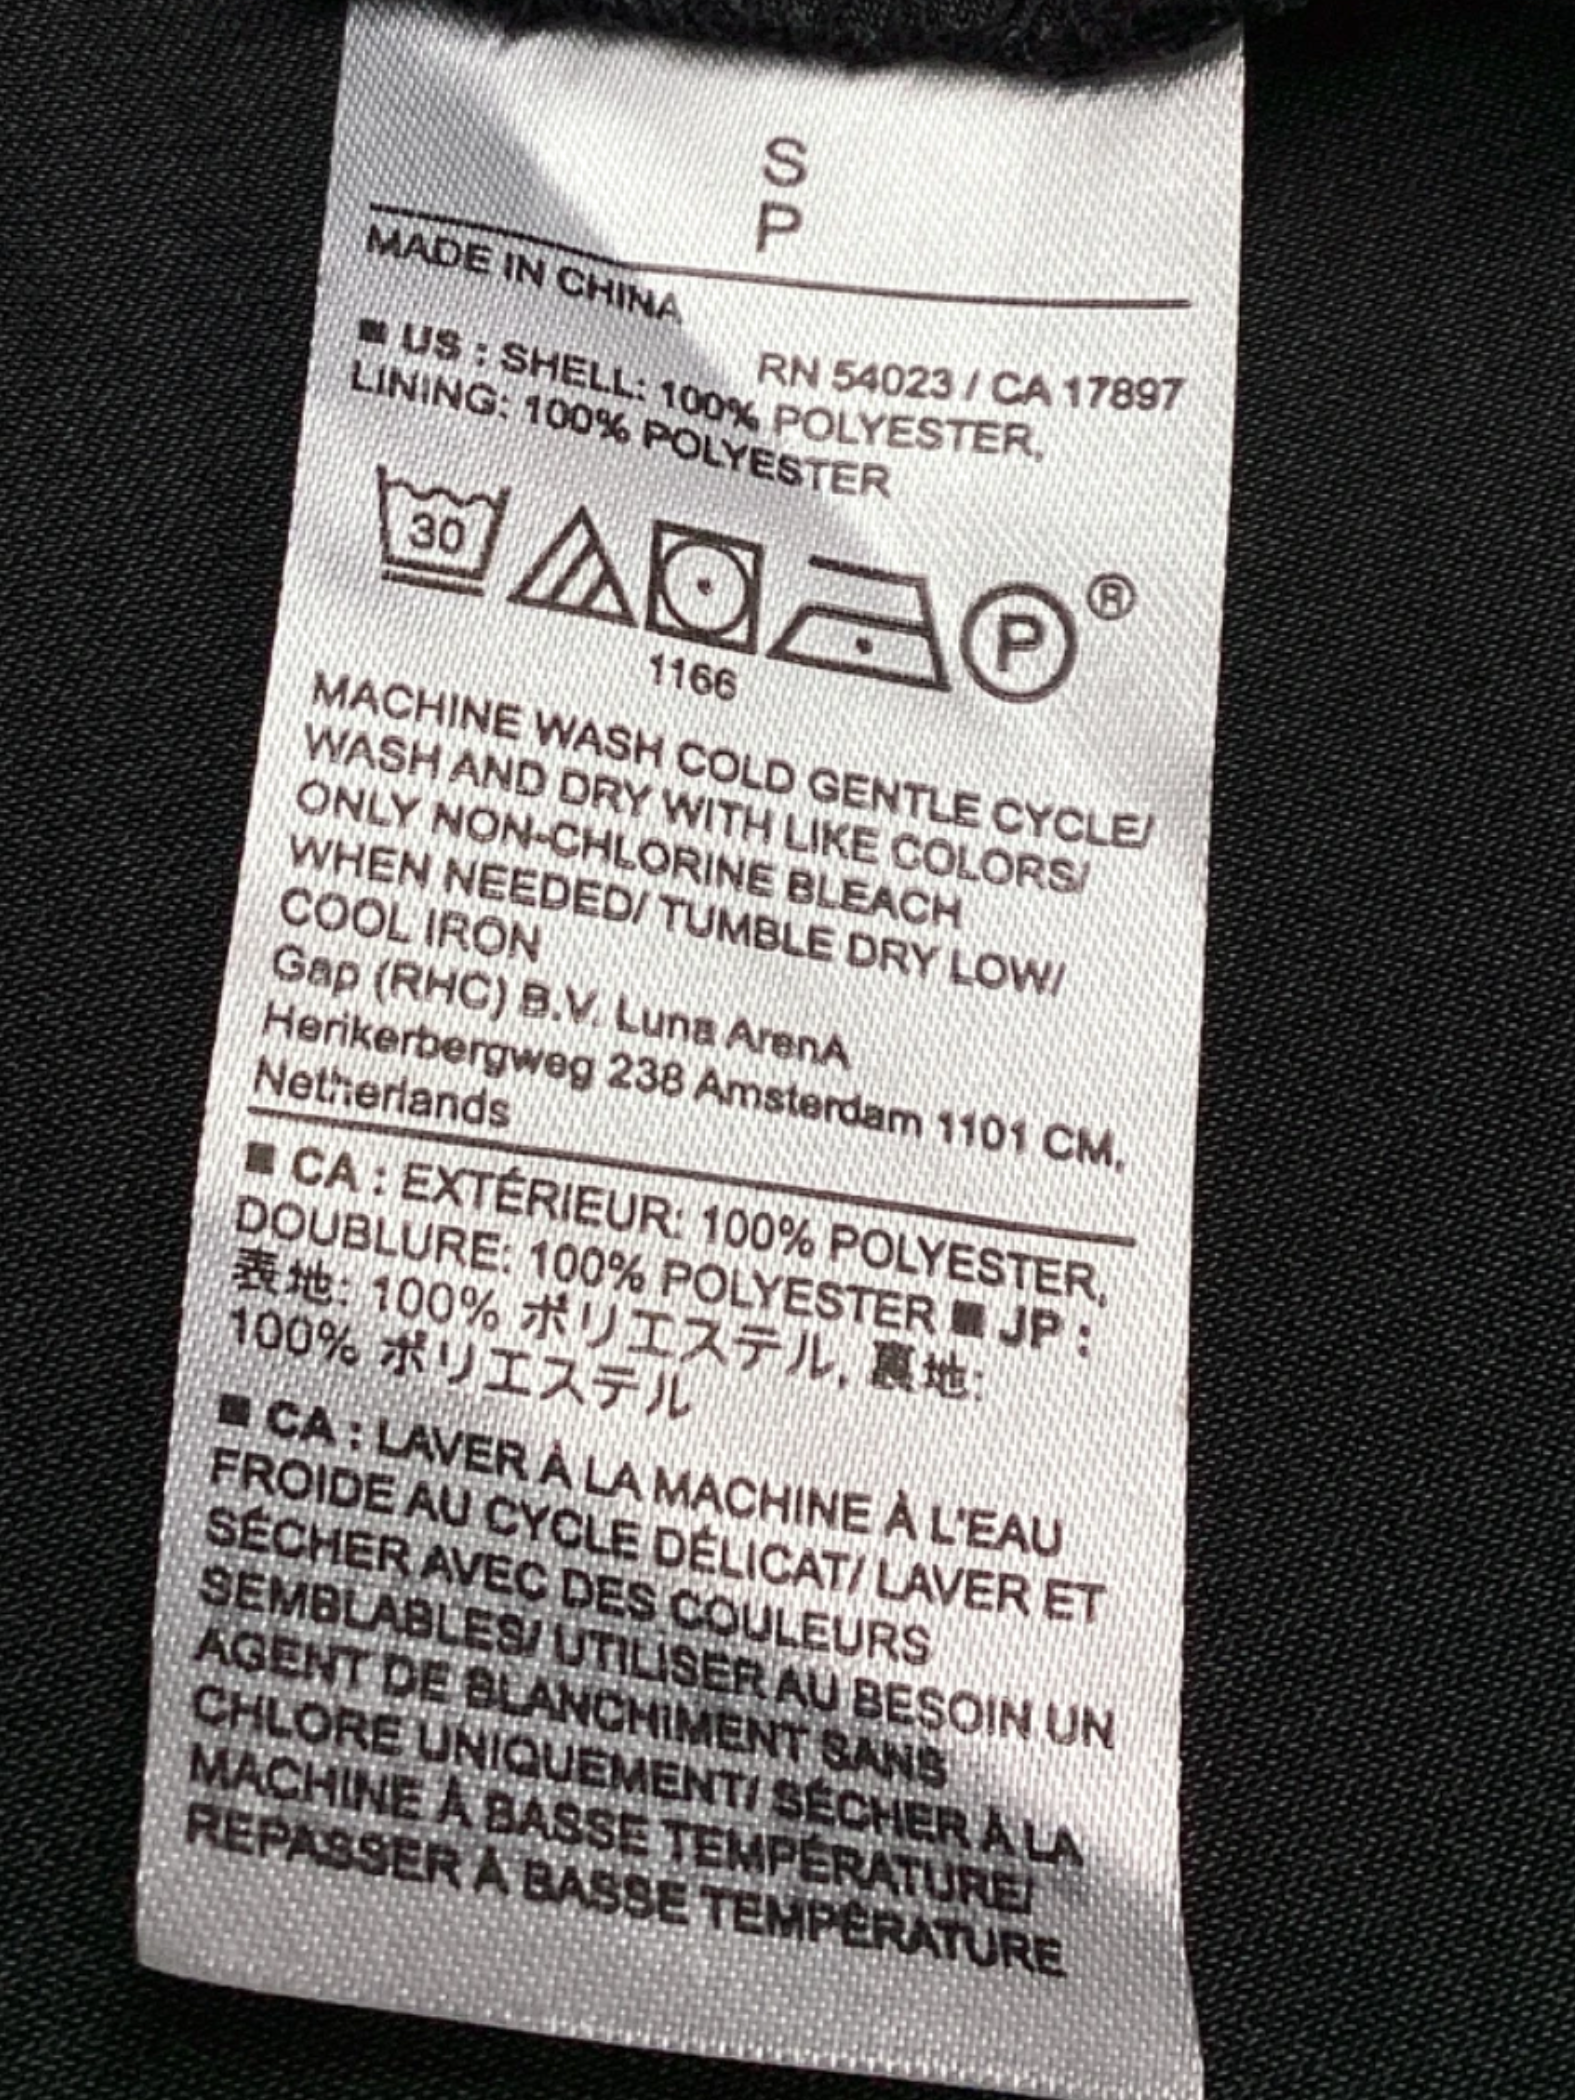 S
P
MADE IN CHINA
RN 54023 / CA 17897
■ US : SHELL: 100% POLYESTER,
LINING: 100% POLYESTER
30
P ®
1166
MACHINE WASH COLD GENTLE CYCLE/
WASH AND DRY WITH LIKE COLORS/
ONLY NON-CHLORINE BLEACH
WHEN NEEDED/ TUMBLE DRY LOW/
COOL IRON
Gap (RHC) B.V. Luna ArenA
Herikerbergweg 238 Amsterdam 1101 CM,
Netherlands
■ CA : EXTÉRIEUR: 100% POLYESTER,
DOUBLURE: 100% POLYESTER ■ JP :
表地: 100% ポリエステル, 裏地:
100% ポリエステル
■ CA : LAVER À LA MACHINE À L'EAU
FROIDE AU CYCLE DÉLICAT/ LAVER ET
SÉCHER AVEC DES COULEURS
SEMBLABLES/ UTILISER AU BESOIN UN
AGENT DE BLANCHIMENT SANS
CHLORE UNIQUEMENT/ SÉCHER À LA
MACHINE À BASSE TEMPÉRATURE/
REPASSER À BASSE TEMPÉRATURE